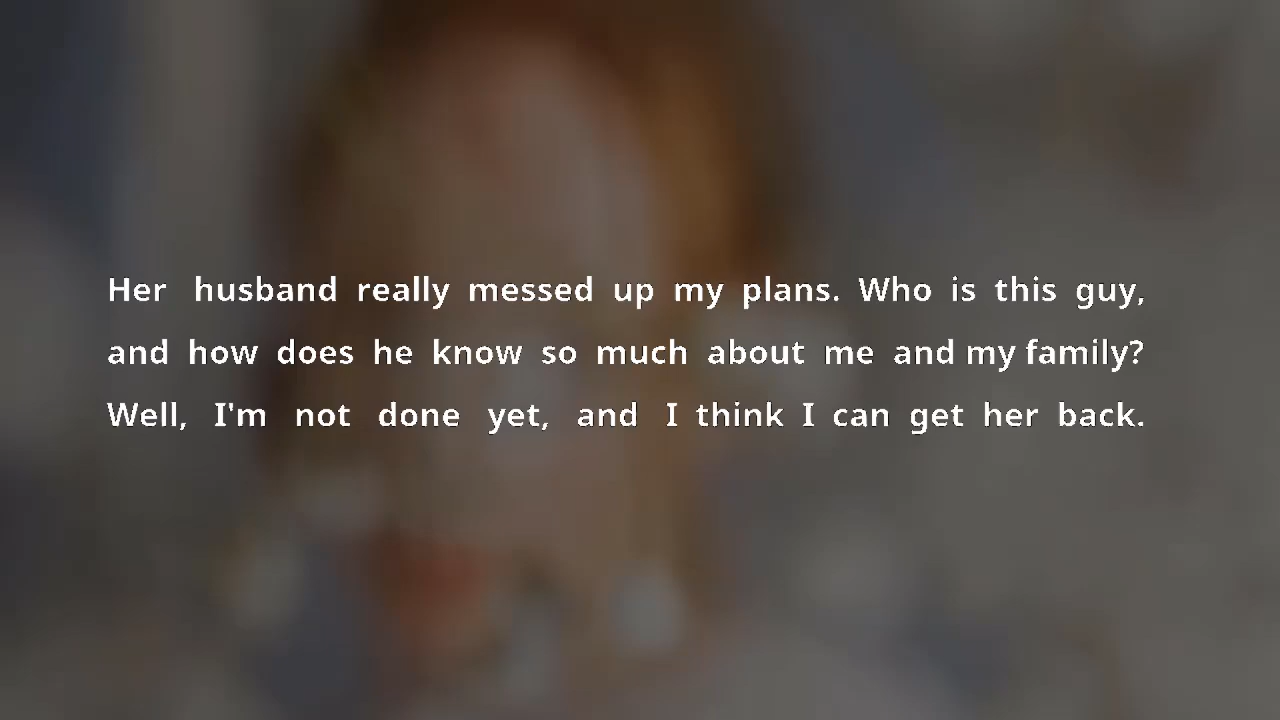 Her husband really messed up my plans. Who is this guy,
and how does he know so much about me and my family?
Well, I'm not done yet, and I think I can get her back.